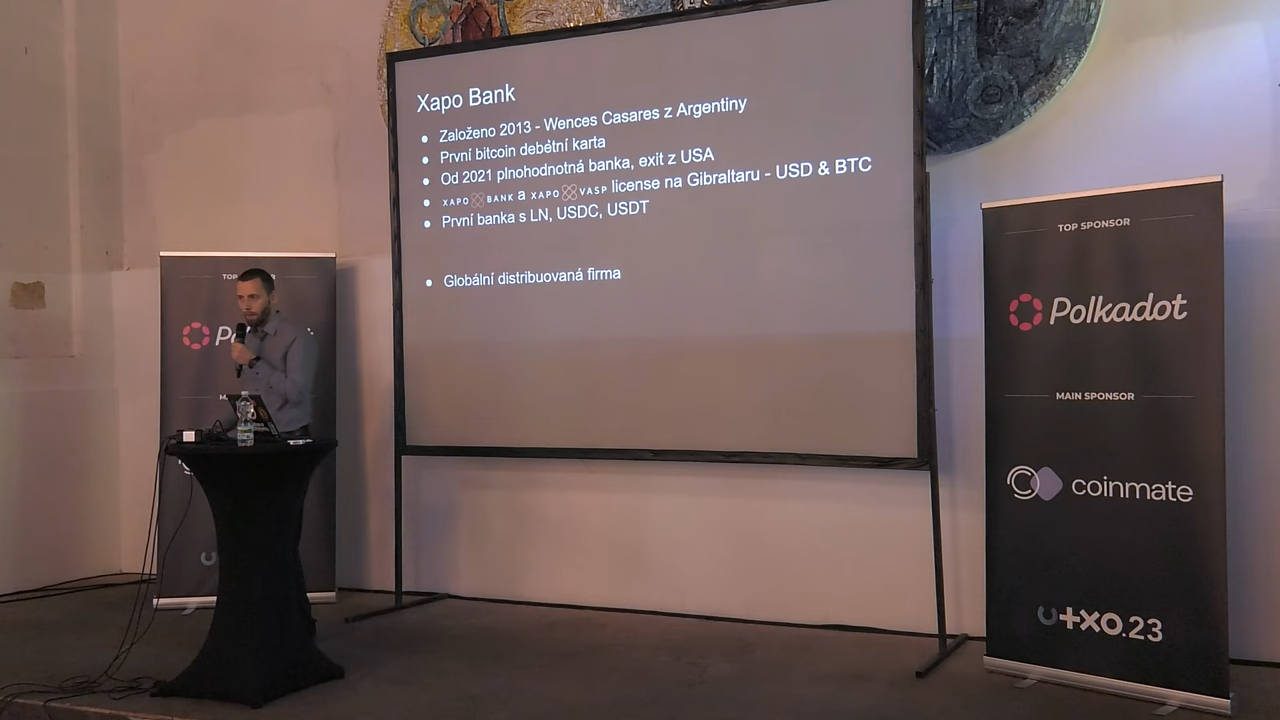 Xapo Bank
Založeno 2013 - Wences Casares z Argentiny
První bitcoin debetní karta
Od 2021 plnohodnotná banka, exit z USA
XAPO BANK a XAPO VASP license na Gibraltaru - USD & BTC
První banka s LN, USDC, USDT
Globální distribuovaná firma
TOP SPONSOR
Polkadot
MAIN SPONSOR
coinmate
utxo.23